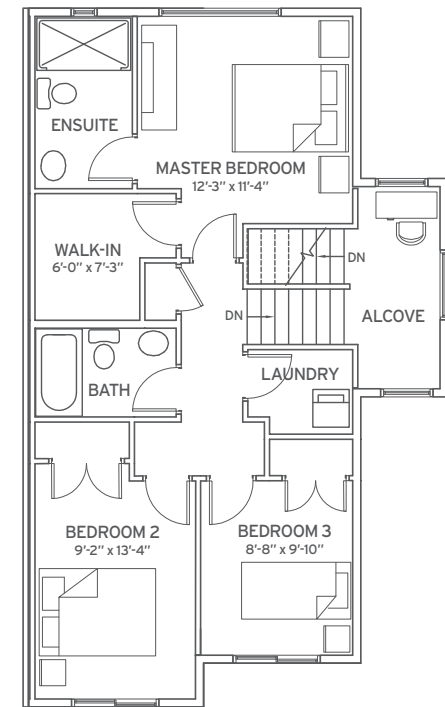 ENSUITE
MASTER BEDROOM
12'-3" x 11'-4"
WALK-IN
6'-0" x 7'-3"
DN
DN
ALCOVE
LAUNDRY
BATH
BEDROOM 2
9'-2" x 13'-4"
BEDROOM 3
8'-8" x 9'-10"